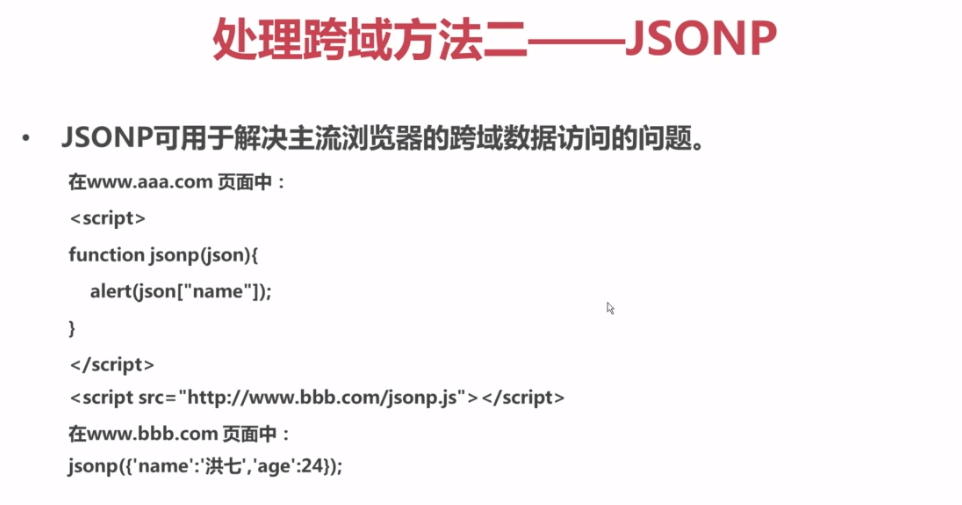 处理跨域方法二——JSONP
• JSONP可用于解决主流浏览器的跨域数据访问的问题。
在www.aaa.com 页面中：
<script>
function jsonp(json){
alert(json["name"]);
}
</script>
<script src="http://www.bbb.com/jsonp.js"></script>
在www.bbb.com 页面中：
jsonp({'name':'洪七','age':24});